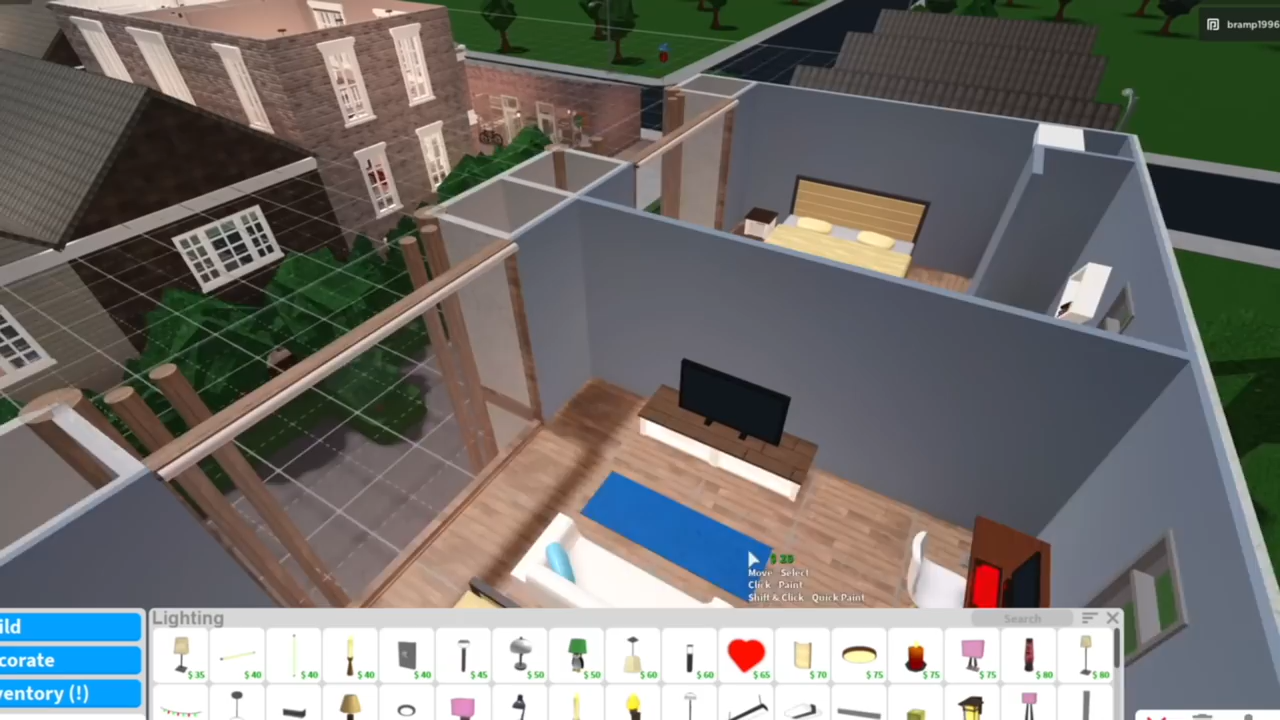 bramp1996
$ 20
Move Select
Click Paint
Shift & Click Quick Paint
ild
corate
ventory (!)
Lighting
Search
$ 35
$ 40
$ 40
$ 40
$ 40
$ 45
$ 50
$ 50
$ 60
$ 60
$ 65
$ 70
$ 75
$ 75
$ 75
$ 80
$ 80